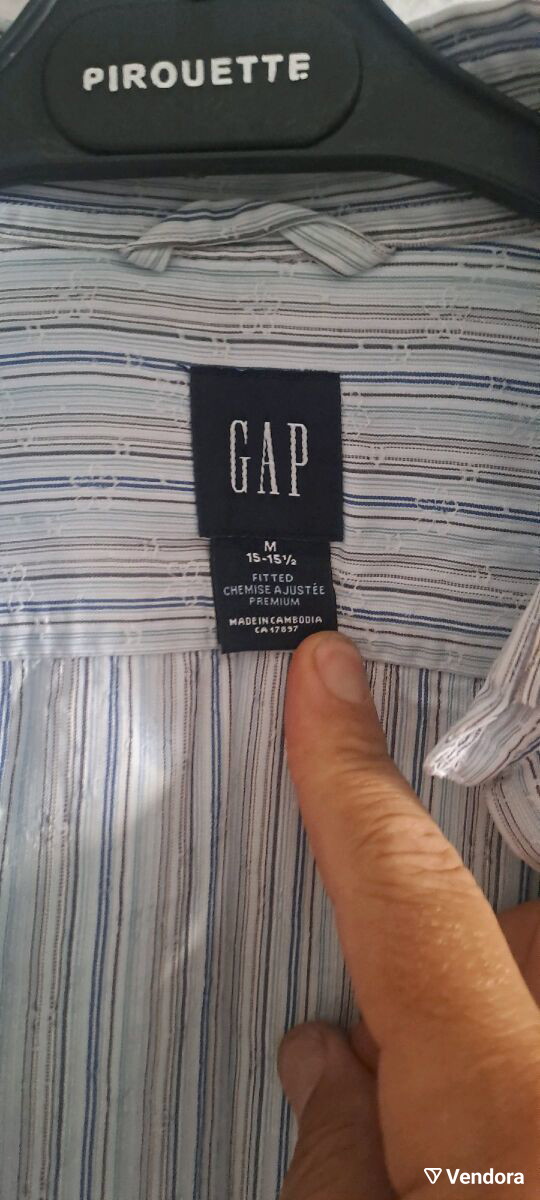 PIROUETTE
GAP
M
15-15½
FITTED
CHEMISE AJUSTÉE
PREMIUM
MADE IN CAMBODIA
CA 17897
Vendora